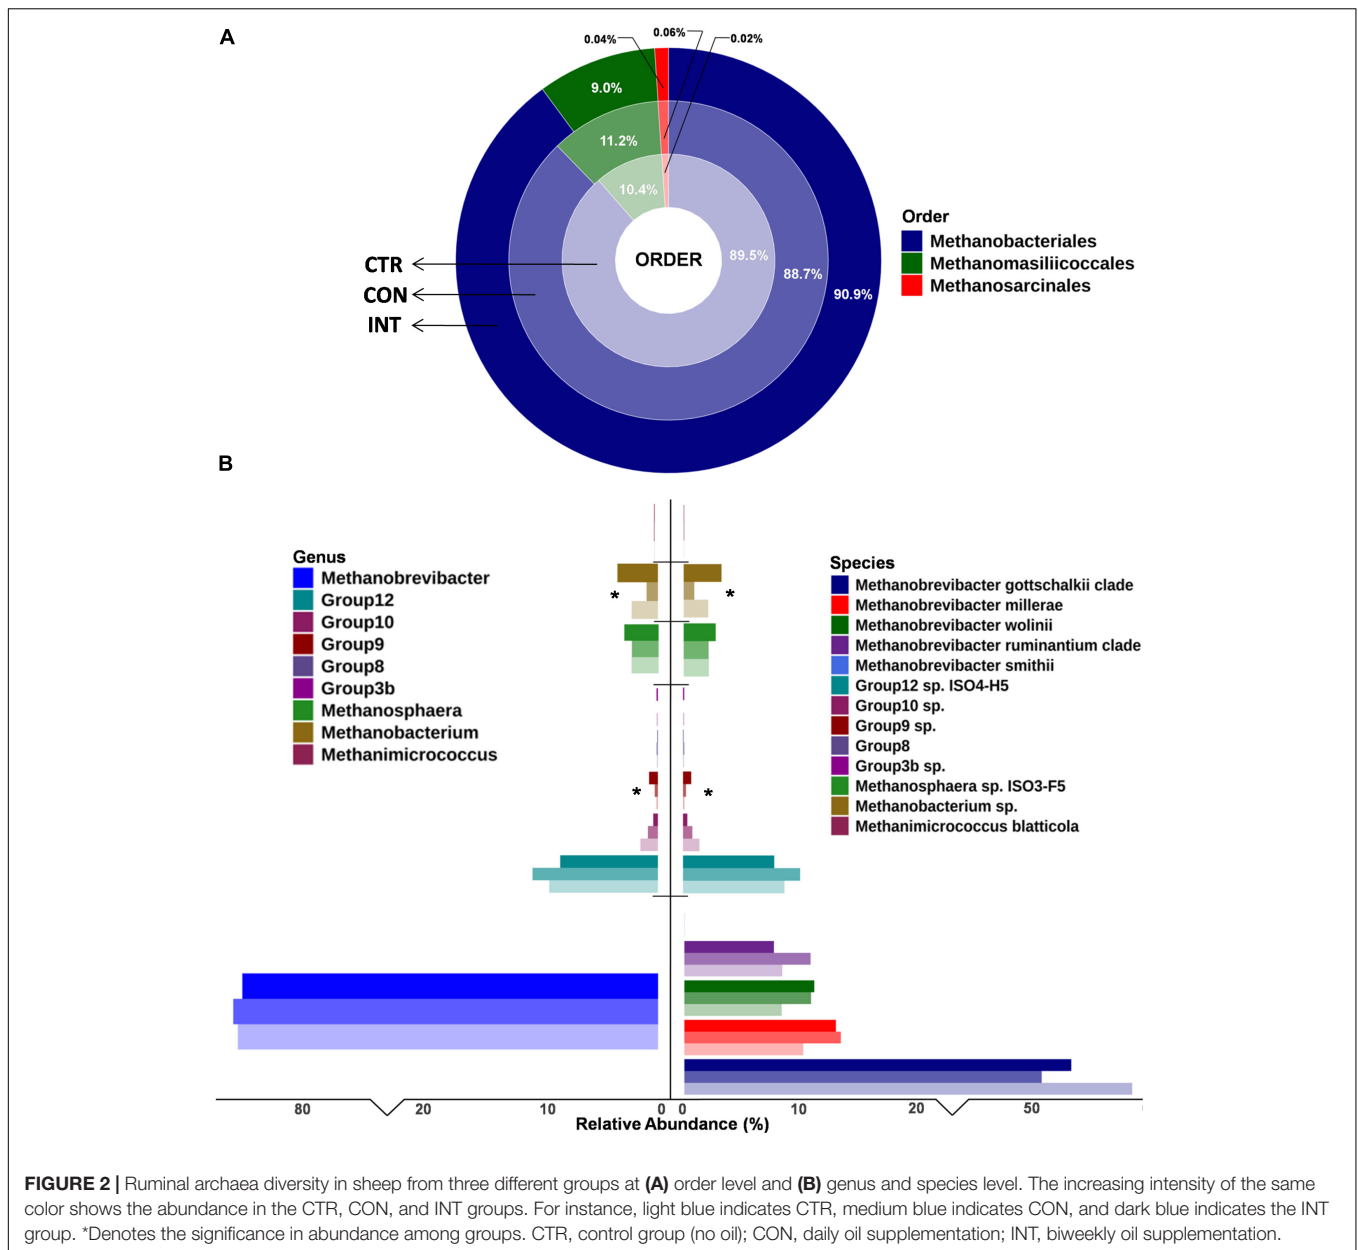 A
0.04%
0.06%
0.02%
9.0%
11.2%
10.4%
ORDER
89.5%
88.7%
90.9%
CTR
CON
INT
Order
Methanobacteriales
Methanomasiliicoccales
Methanosarcinales
B
Genus
Methanobrevibacter
Group12
Group10
Group9
Group8
Group3b
Methanosphaera
Methanobacterium
Methanimicrococcus
* *
* *
Species
Methanobrevibacter gottschalkii clade
Methanobrevibacter millerae
Methanobrevibacter wolinii
Methanobrevibacter ruminantium clade
Methanobrevibacter smithii
Group12 sp. ISO4-H5
Group10 sp.
Group9 sp.
Group8
Group3b sp.
Methanosphaera sp. ISO3-F5
Methanobacterium sp.
Methanimicrococcus blatticola
80 20 10 0 0 10 20 50
Relative Abundance (%)
FIGURE 2 | Ruminal archaea diversity in sheep from three different groups at (A) order level and (B) genus and species level. The increasing intensity of the same
color shows the abundance in the CTR, CON, and INT groups. For instance, light blue indicates CTR, medium blue indicates CON, and dark blue indicates the INT
group. *Denotes the significance in abundance among groups. CTR, control group (no oil); CON, daily oil supplementation; INT, biweekly oil supplementation.